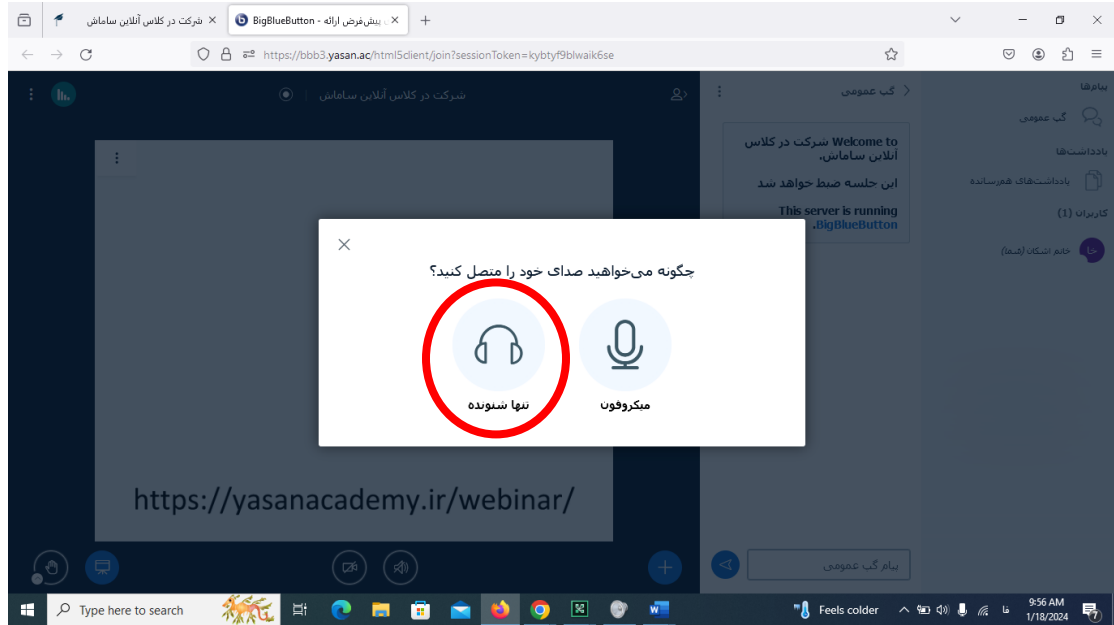 شرکت در کلاس آنلاین ساماش
پیش‌فرض ارائه - BigBlueButton
https://bbb3.yasan.ac/html5client/join?sessionToken=kybtyf9blwaik6se
شرکت در کلاس آنلاین ساماش
گپ عمومی
پیام‌ها
گپ عمومی
یادداشت‌ها
یادداشت‌های هم‌رسانده
کاربران (1)
خا
خانم اشکان (شما)
Welcome to شرکت در کلاس
آنلاین ساماش.
این جلسه ضبط خواهد شد
This server is running
BigBlueButton.
چگونه می‌خواهید صدای خود را متصل کنید؟
میکروفون
تنها شنونده
https://yasanacademy.ir/webinar/
پیام گپ عمومی
Type here to search
Feels colder
فا
9:56 AM
1/18/2024
7